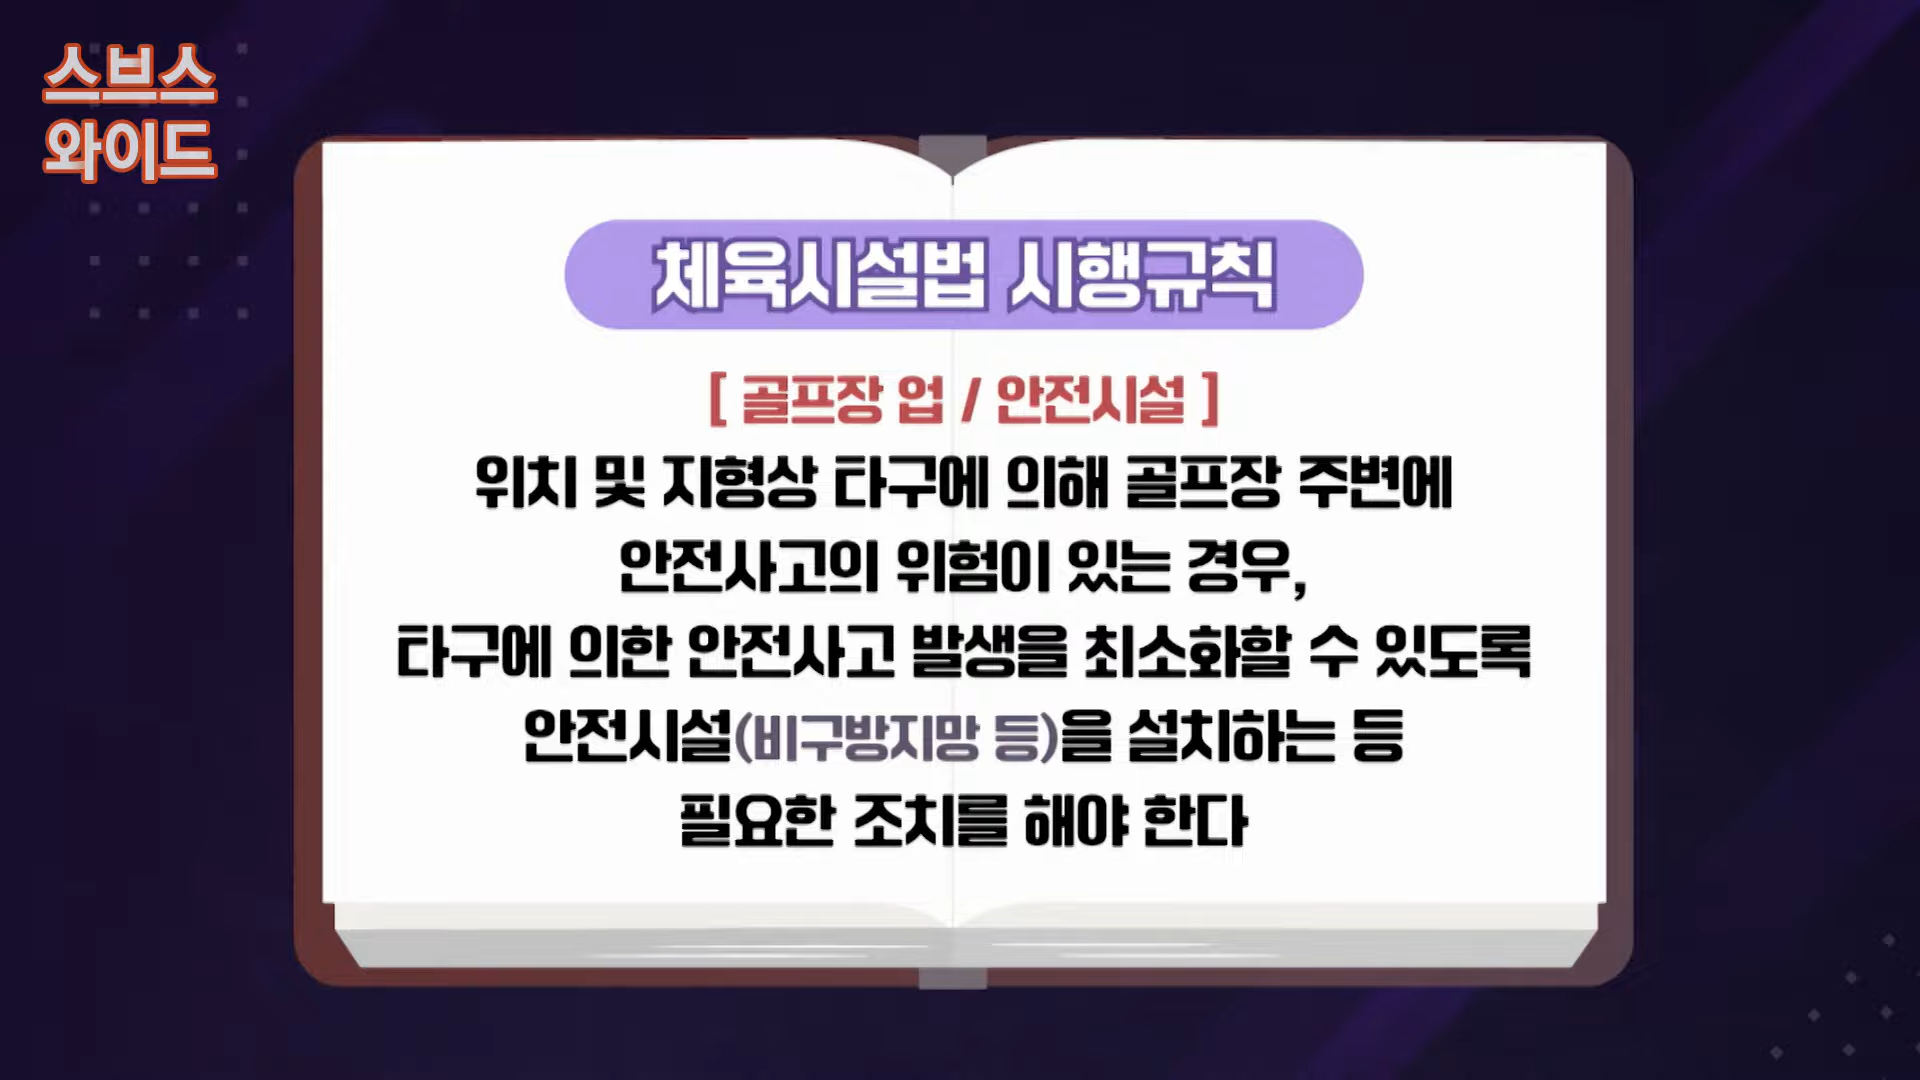 스브스
와이드
체육시설법 시행규칙
[ 골프장 업 / 안전시설 ]
위치 및 지형상 타구에 의해 골프장 주변에
안전사고의 위험이 있는 경우,
타구에 의한 안전사고 발생을 최소화할 수 있도록
안전시설(비구방지망 등)을 설치하는 등
필요한 조치를 해야 한다